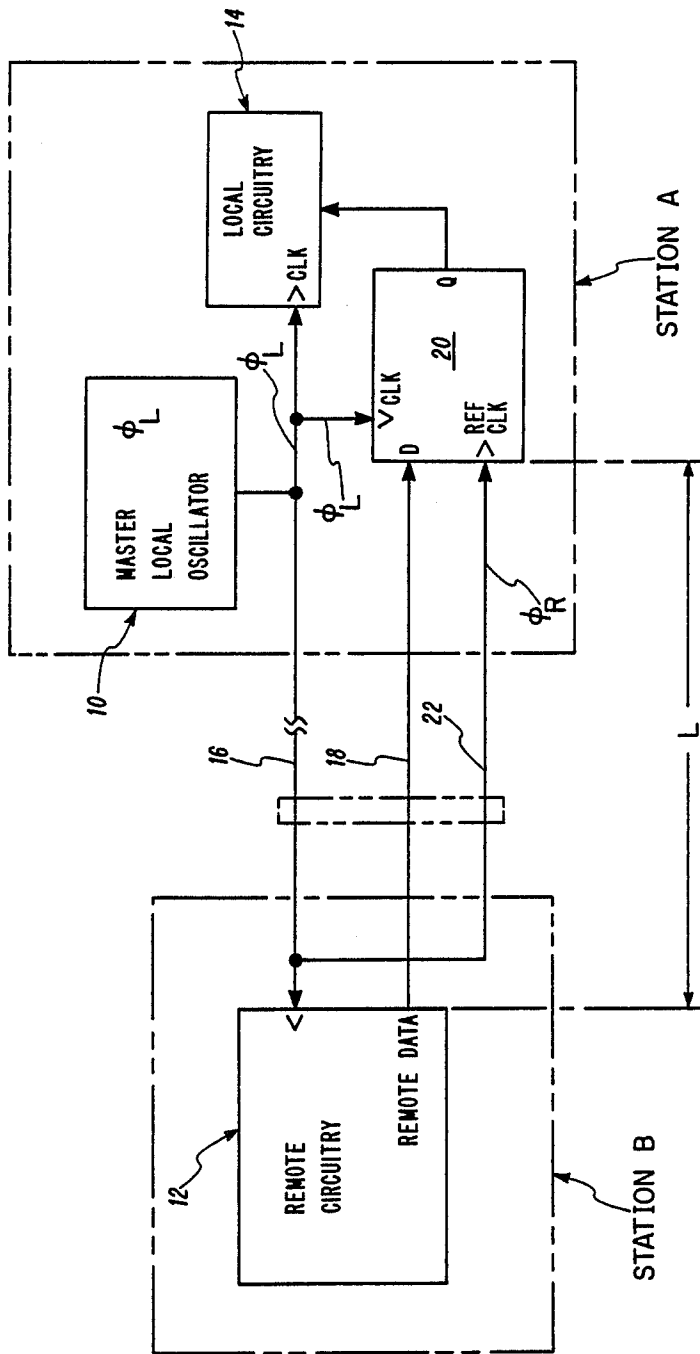 10
MASTER
LOCAL
OSCILLATOR
ϕL
14
LOCAL
CIRCUITRY
>CLK
ϕL
ϕL
16
18
22
ϕR
CLK
D
20
Q
REF
CLK
STATION A
12
REMOTE
CIRCUITRY
REMOTE DATA
STATION B
L